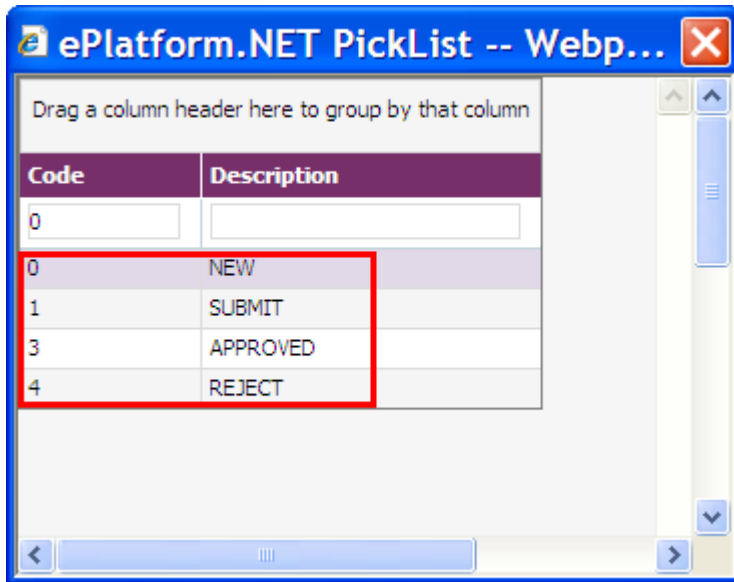 ePlatform.NET PickList -- Webp...
Drag a column header here to group by that column
Code Description
0
0 NEW
1 SUBMIT
3 APPROVED
4 REJECT